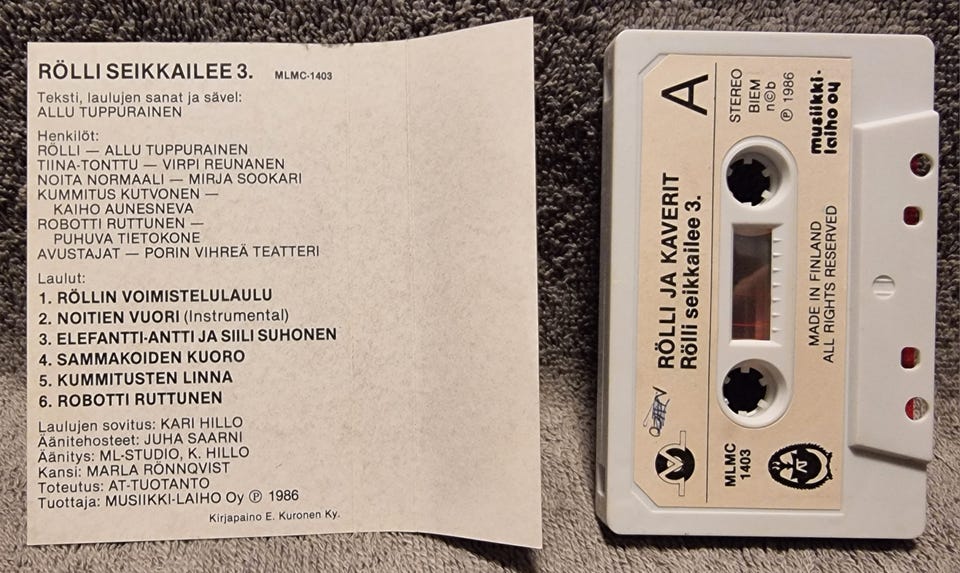 RÖLLI SEIKKAILEE 3. MLMC-1403
Teksti, laulujen sanat ja sävel:
ALLU TUPPURAINEN
Henkilöt:
RÖLLI — ALLU TUPPURAINEN
TIINA-TONTTU — VIRPI REUNANEN
NOITA NORMAALI — MIRJA SOOKARI
KUMMITUS KUTVONEN —
KAIHO AUNESNEVA
ROBOTTI RUTTUNEN —
PUHUVA TIETOKONE
AVUSTAJAT — PORIN VIHREÄ TEATTERI
Laulut:
1. RÖLLIN VOIMISTELULAULU
2. NOITIEN VUORI (Instrumental)
3. ELEFANTTI-ANTTI JA SIILI SUHONEN
4. SAMMAKOIDEN KUORO
5. KUMMITUSTEN LINNA
6. ROBOTTI RUTTUNEN
Laulujen sovitus: KARI HILLO
Äänitehosteet: JUHA SAARNI
Äänitys: ML-STUDIO, K. HILLO
Kansi: MARLA RÖNNQVIST
Toteutus: AT-TUOTANTO
Tuottaja: MUSIIKKI-LAIHO Oy ℗ 1986
Kirjapaino E. Kuronen Ky.
A
RÖLLI JA KAVERIT
Rölli seikkailee 3.
STEREO
BIEM
n©b
℗ 1986
musiikki-
laiho oy
MADE IN FINLAND
ALL RIGHTS RESERVED
MLMC
1403
AT